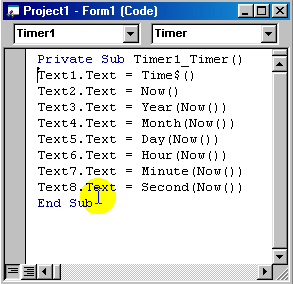 Project1 - Form1 (Code)
Timer1 Timer
Private Sub Timer1_Timer()
Text1.Text = Time$()
Text2.Text = Now()
Text3.Text = Year(Now())
Text4.Text = Month(Now())
Text5.Text = Day(Now())
Text6.Text = Hour(Now())
Text7.Text = Minute(Now())
Text8.Text = Second(Now())
End Sub